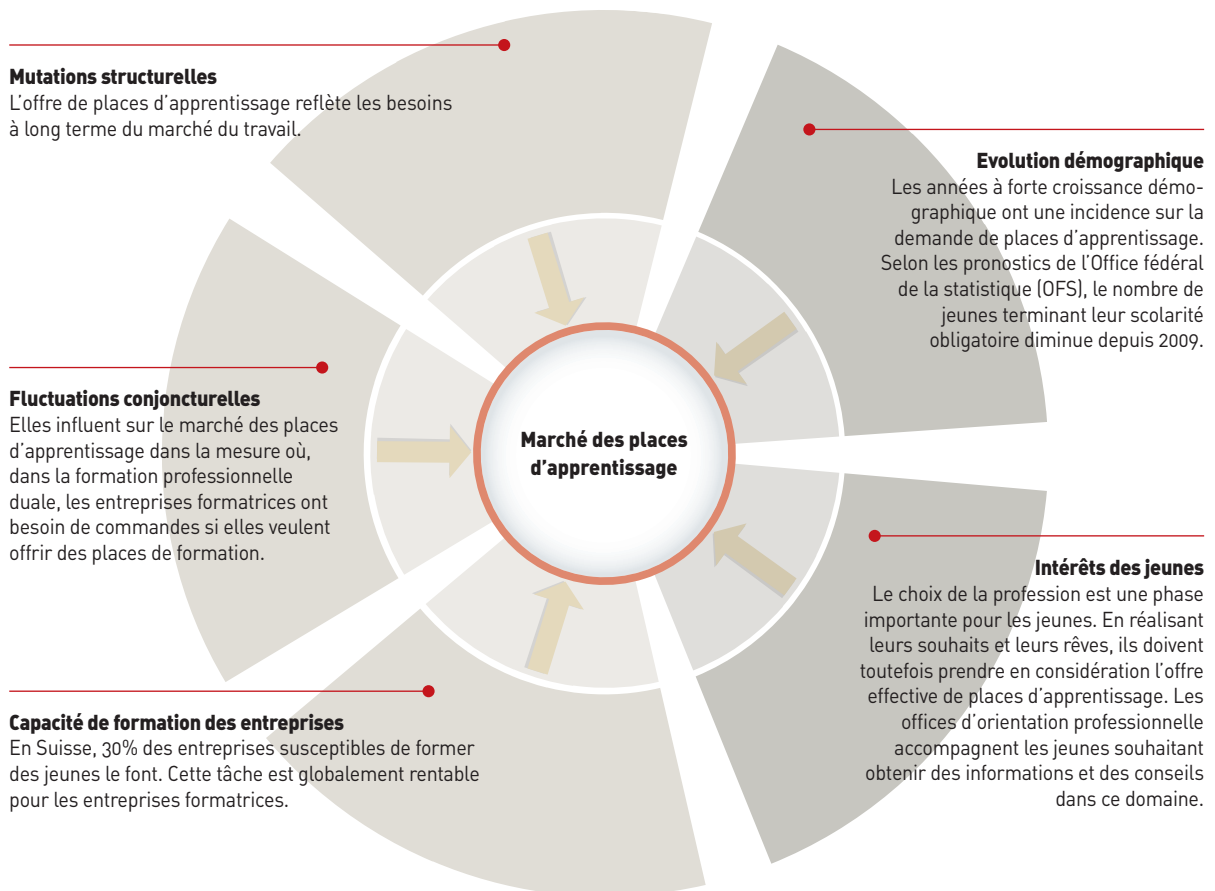 Mutations structurelles
L'offre de places d'apprentissage reflète les besoins
à long terme du marché du travail.
Evolution démographique
Les années à forte croissance démo-
graphique ont une incidence sur la
demande de places d'apprentissage.
Selon les pronostics de l'Office fédéral
de la statistique (OFS), le nombre de
jeunes terminant leur scolarité
obligatoire diminue depuis 2009.
Fluctuations conjoncturelles
Elles influent sur le marché des places
d'apprentissage dans la mesure où,
dans la formation professionnelle
duale, les entreprises formatrices ont
besoin de commandes si elles veulent
offrir des places de formation.
Marché des places
d'apprentissage
Intérêts des jeunes
Le choix de la profession est une phase
importante pour les jeunes. En réalisant
leurs souhaits et leurs rêves, ils doivent
toutefois prendre en considération l'offre
effective de places d'apprentissage. Les
offices d'orientation professionnelle
accompagnent les jeunes souhaitant
obtenir des informations et des conseils
dans ce domaine.
Capacité de formation des entreprises
En Suisse, 30% des entreprises susceptibles de former
des jeunes le font. Cette tâche est globalement rentable
pour les entreprises formatrices.